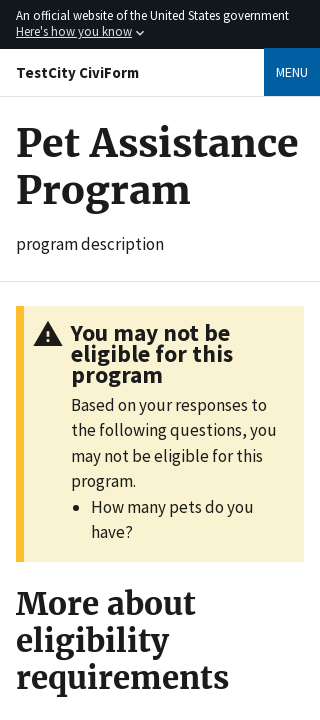 An official website of the United States government
Here's how you know
TestCity CiviForm
MENU
Pet Assistance
Program
program description
You may not be
eligible for this
program
Based on your responses to
the following questions, you
may not be eligible for this
program.
How many pets do you
have?
More about
eligibility
requirements